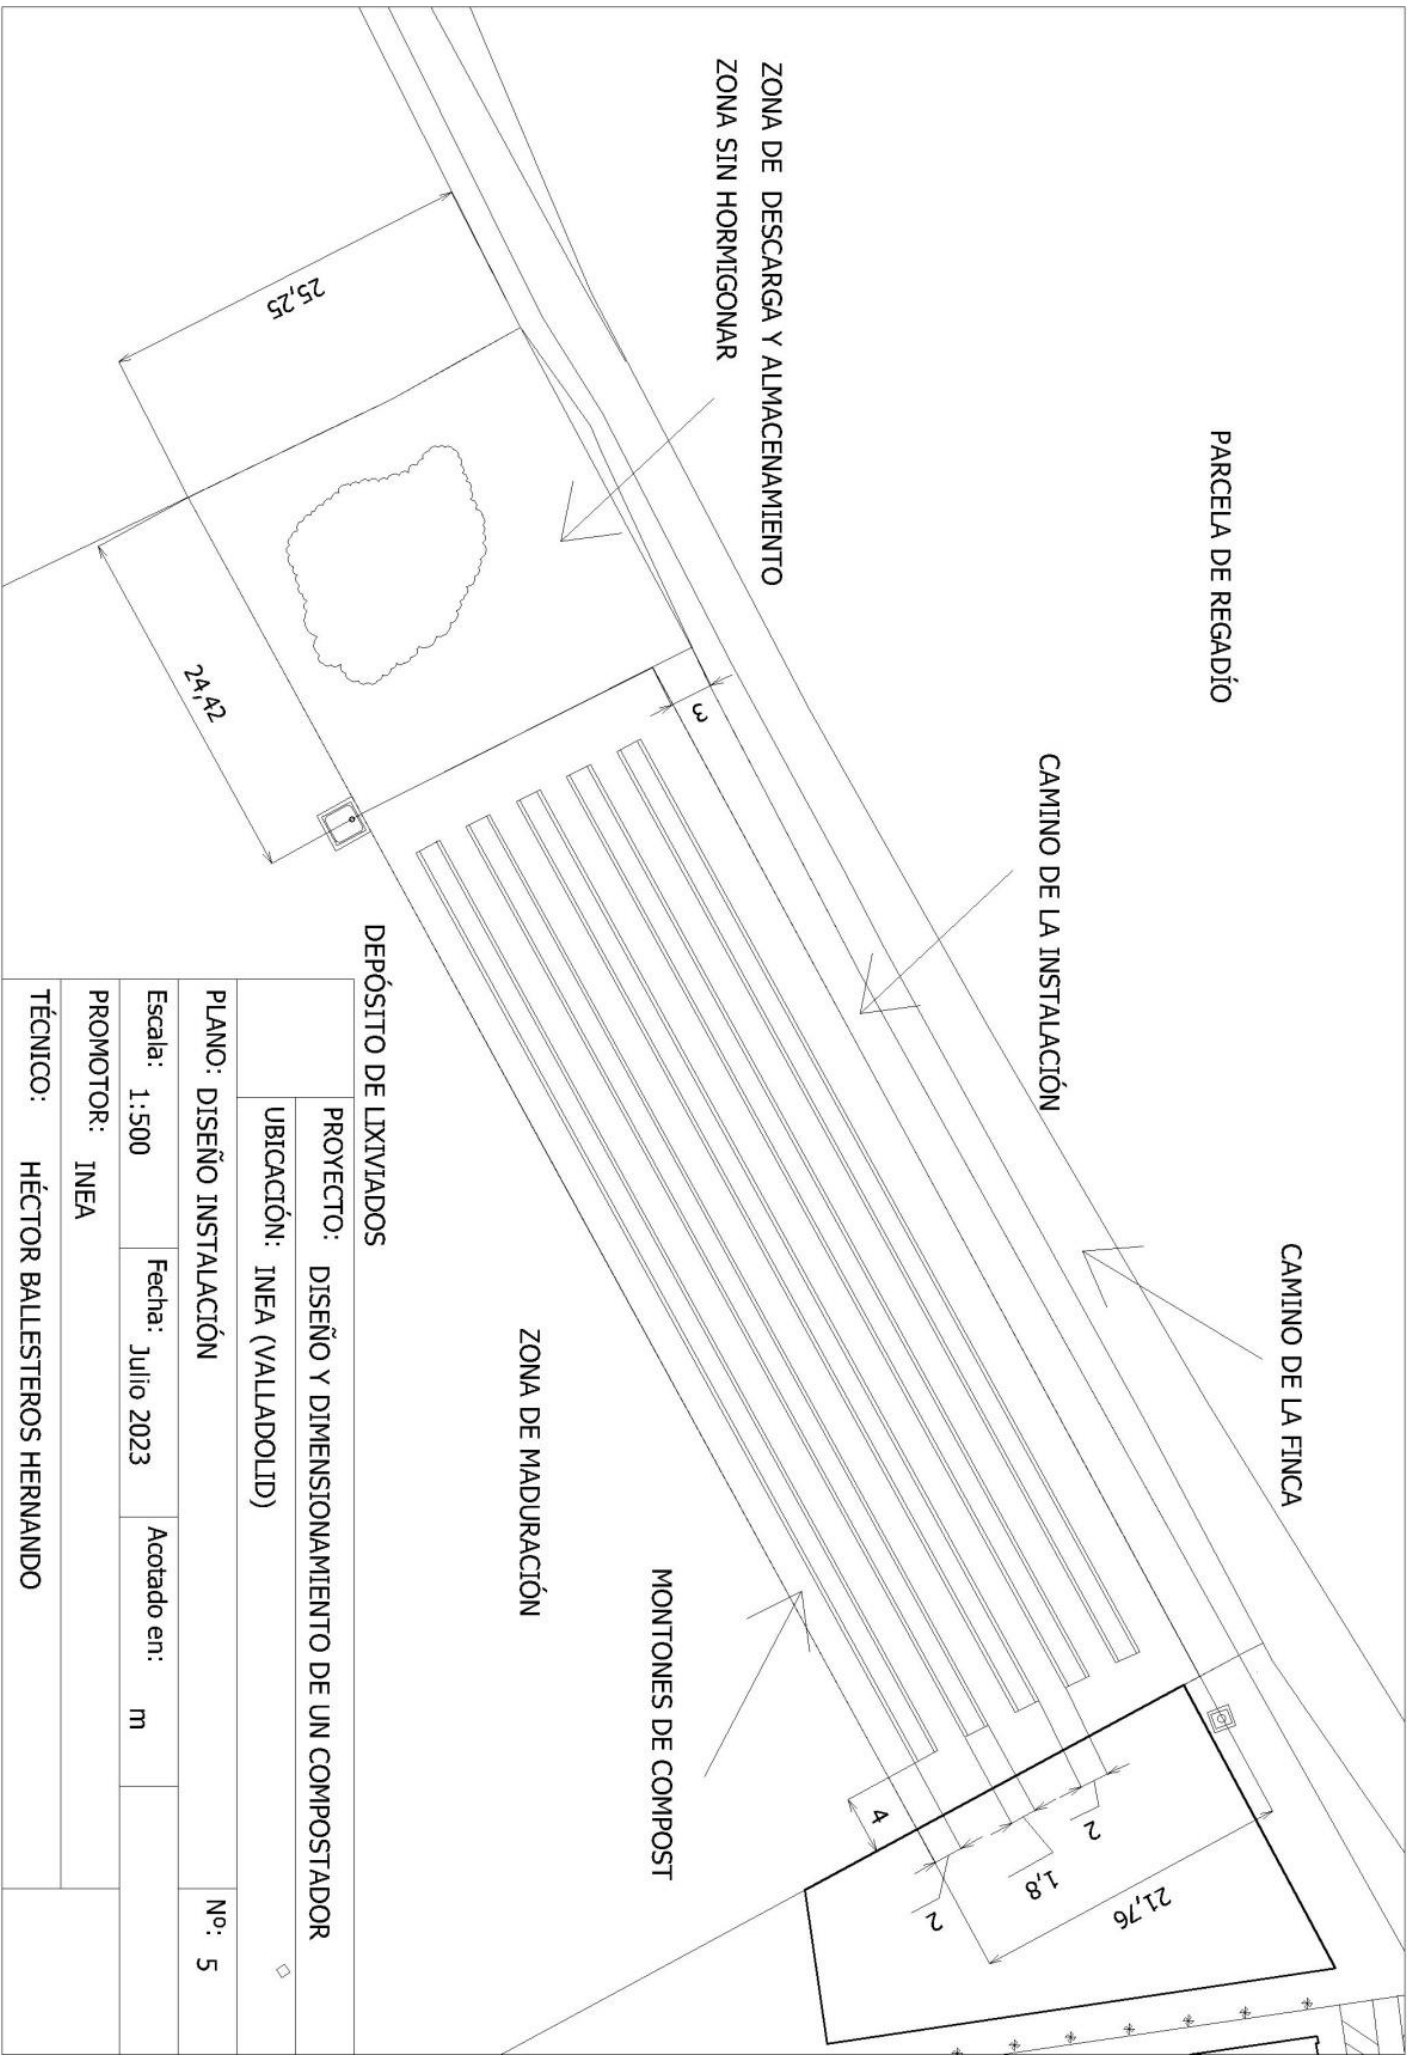 PARCELA DE REGADÍO
CAMINO DE LA FINCA
CAMINO DE LA INSTALACIÓN
ZONA DE DESCARGA Y ALMACENAMIENTO
ZONA SIN HORMIGONAR
25,25
24,42
3
2
1,8
2
21,76
4
MONTONES DE COMPOST
ZONA DE MADURACIÓN
DEPÓSITO DE LIXIVIADOS
PROYECTO: DISEÑO Y DIMENSIONAMIENTO DE UN COMPOSTADOR
UBICACIÓN: INEA (VALLADOLID)
PLANO: DISEÑO INSTALACIÓN
Nº: 5
Escala: 1:500
Fecha: Julio 2023
Acotado en: m
PROMOTOR: INEA
TÉCNICO: HÉCTOR BALLESTEROS HERNANDO